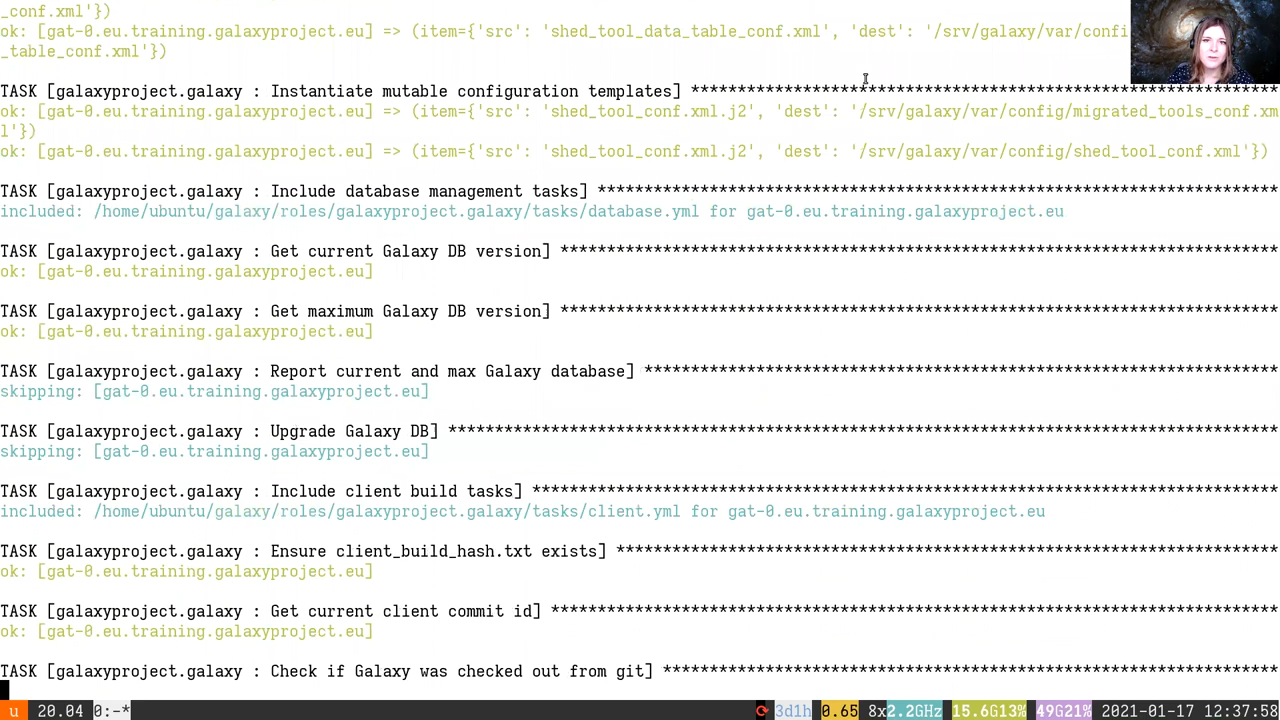 _conf.xml'})
ok: [gat-0.eu.training.galaxyproject.eu] => (item={'src': 'shed_tool_data_table_conf.xml', 'dest': '/srv/galaxy/var/confi
_table_conf.xml'})
TASK [galaxyproject.galaxy : Instantiate mutable configuration templates] ***************************************************************
ok: [gat-0.eu.training.galaxyproject.eu] => (item={'src': 'shed_tool_conf.xml.j2', 'dest': '/srv/galaxy/var/config/migrated_tools_conf.xm
l'})
ok: [gat-0.eu.training.galaxyproject.eu] => (item={'src': 'shed_tool_conf.xml.j2', 'dest': '/srv/galaxy/var/config/shed_tool_conf.xml'})
TASK [galaxyproject.galaxy : Include database management tasks] *************************************************************************
included: /home/ubuntu/galaxy/roles/galaxyproject.galaxy/tasks/database.yml for gat-0.eu.training.galaxyproject.eu
TASK [galaxyproject.galaxy : Get current Galaxy DB version] *****************************************************************************
ok: [gat-0.eu.training.galaxyproject.eu]
TASK [galaxyproject.galaxy : Get maximum Galaxy DB version] *****************************************************************************
ok: [gat-0.eu.training.galaxyproject.eu]
TASK [galaxyproject.galaxy : Report current and max Galaxy database] ********************************************************************
skipping: [gat-0.eu.training.galaxyproject.eu]
TASK [galaxyproject.galaxy : Upgrade Galaxy DB] *****************************************************************************************
skipping: [gat-0.eu.training.galaxyproject.eu]
TASK [galaxyproject.galaxy : Include client build tasks] ********************************************************************************
included: /home/ubuntu/galaxy/roles/galaxyproject.galaxy/tasks/client.yml for gat-0.eu.training.galaxyproject.eu
TASK [galaxyproject.galaxy : Ensure client_build_hash.txt exists] ***********************************************************************
ok: [gat-0.eu.training.galaxyproject.eu]
TASK [galaxyproject.galaxy : Get current client commit id] ******************************************************************************
ok: [gat-0.eu.training.galaxyproject.eu]
TASK [galaxyproject.galaxy : Check if Galaxy was checked out from git] ******************************************************************
u 20.04 0:-* 3d1h 0.65 8x2.2GHz 15.6G13% 49G21% 2021-01-17 12:37:58